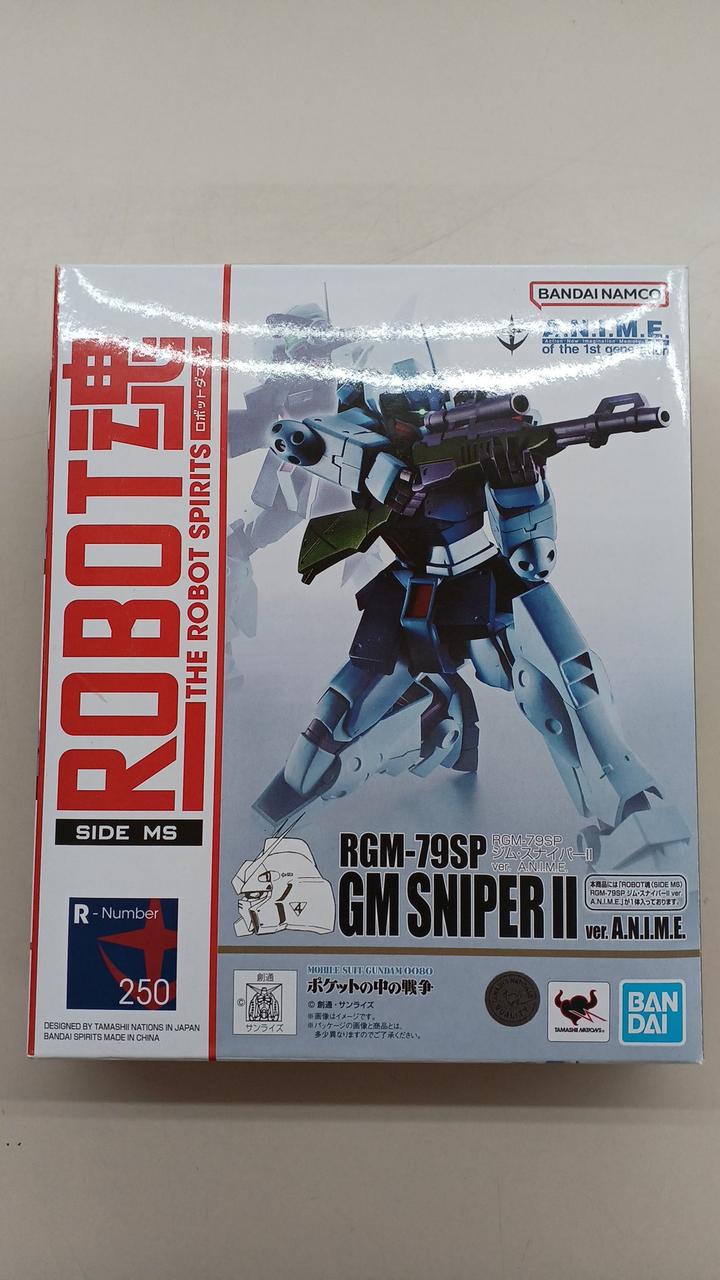 BANDAI NAMCO
A.N.I.M.E.
of the 1st generation
ROBOT魂
ロボットダマシイ
THE ROBOT SPIRITS
SIDE MS
R - Number
250
DESIGNED BY TAMASHII NATIONS IN JAPAN
BANDAI SPIRITS MADE IN CHINA
RGM-79SP
RGM-79SP
ジム・スナイパーII
ver. A.N.I.M.E.
GM SNIPER II ver. A.N.I.M.E.
本商品には「ROBOT魂〈SIDE MS〉
RGM-79SP ジム・スナイパーII ver.
A.N.I.M.E.」が1体入っております。
MOBILE SUIT GUNDAM 0080
ポケットの中の戦争
© 創通・サンライズ
※画像はイメージです。
※パッケージの画像と商品とは、
多少異なりますのでご了承ください。
©
創通
サンライズ
TAMASHII NATIONS
BAN
DAI